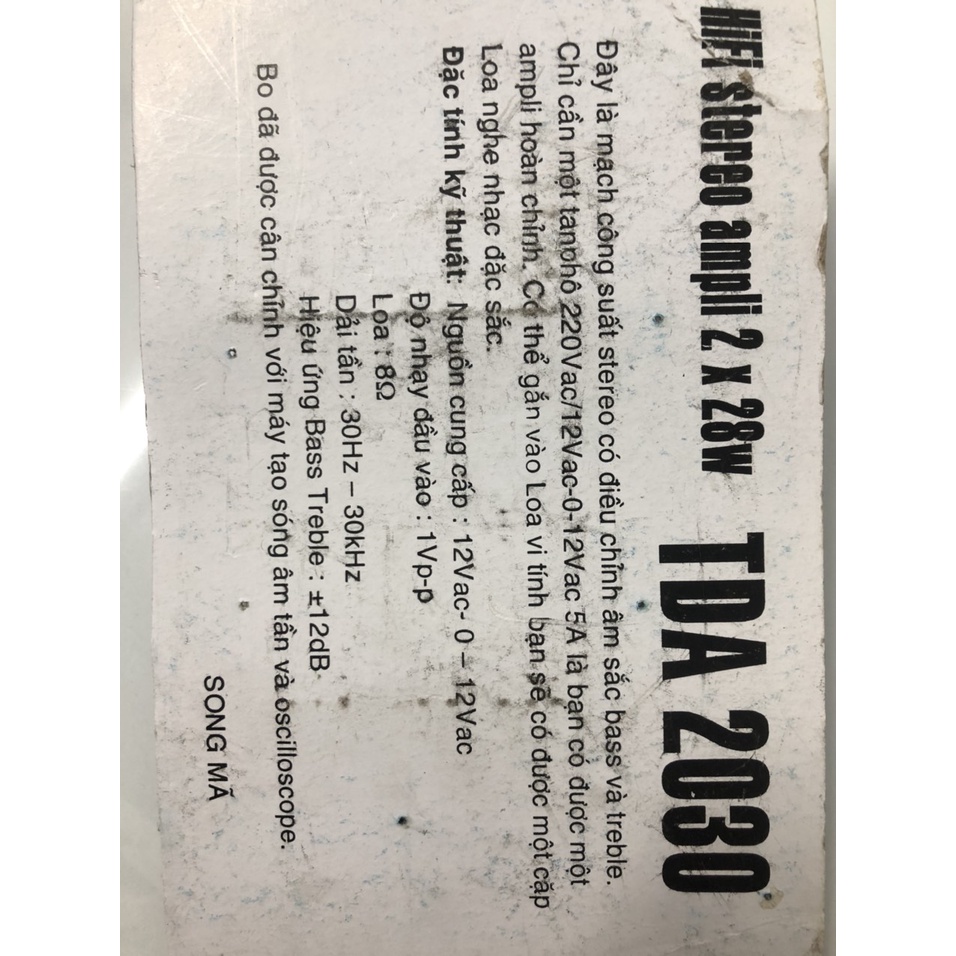 HiFi stereo ampli 2 x 28w TDA 2030
Đây là mạch công suất stereo có điều chỉnh âm sắc bass và treble.
Chỉ cần một tanphô 220Vac/12Vac-0-12Vac 5A là bạn có được một
ampli hoàn chỉnh. Có thể gắn vào Loa vi tính bạn sẽ có được một cặp
Loa nghe nhạc đặc sắc.
Đặc tính kỹ thuật: Nguồn cung cấp : 12Vac- 0 – 12Vac
Độ nhạy đầu vào : 1Vp-p
Loa : 8Ω
Dải tần : 30Hz – 30kHz
Hiệu ứng Bass Treble : ±12dB
Bo đã được cân chỉnh với máy tạo sóng âm tần và oscilloscope.
SONG MÃ